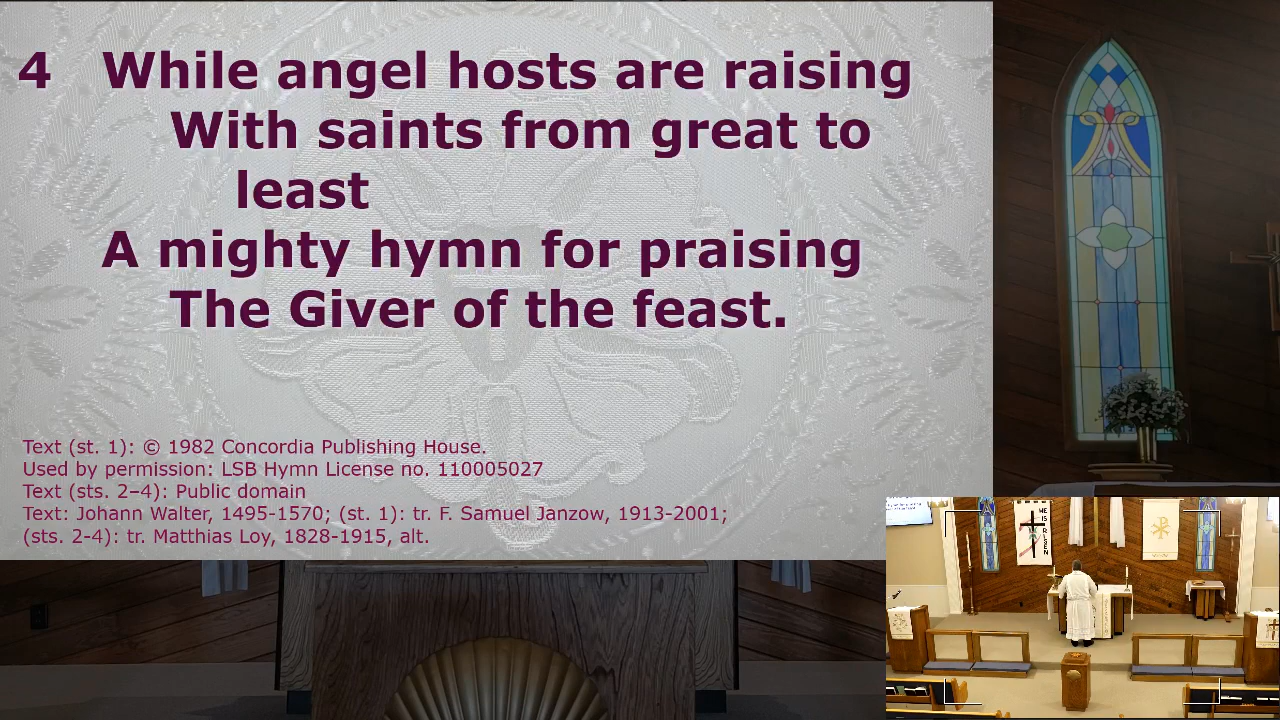 4 While angel hosts are raising
With saints from great to
least
A mighty hymn for praising
The Giver of the feast.
Text (st. 1): © 1982 Concordia Publishing House.
Used by permission: LSB Hymn License no. 110005027
Text (sts. 2–4): Public domain
Text: Johann Walter, 1495-1570; (st. 1): tr. F. Samuel Janzow, 1913-2001;
(sts. 2-4): tr. Matthias Loy, 1828-1915, alt.
HE IS
RISEN